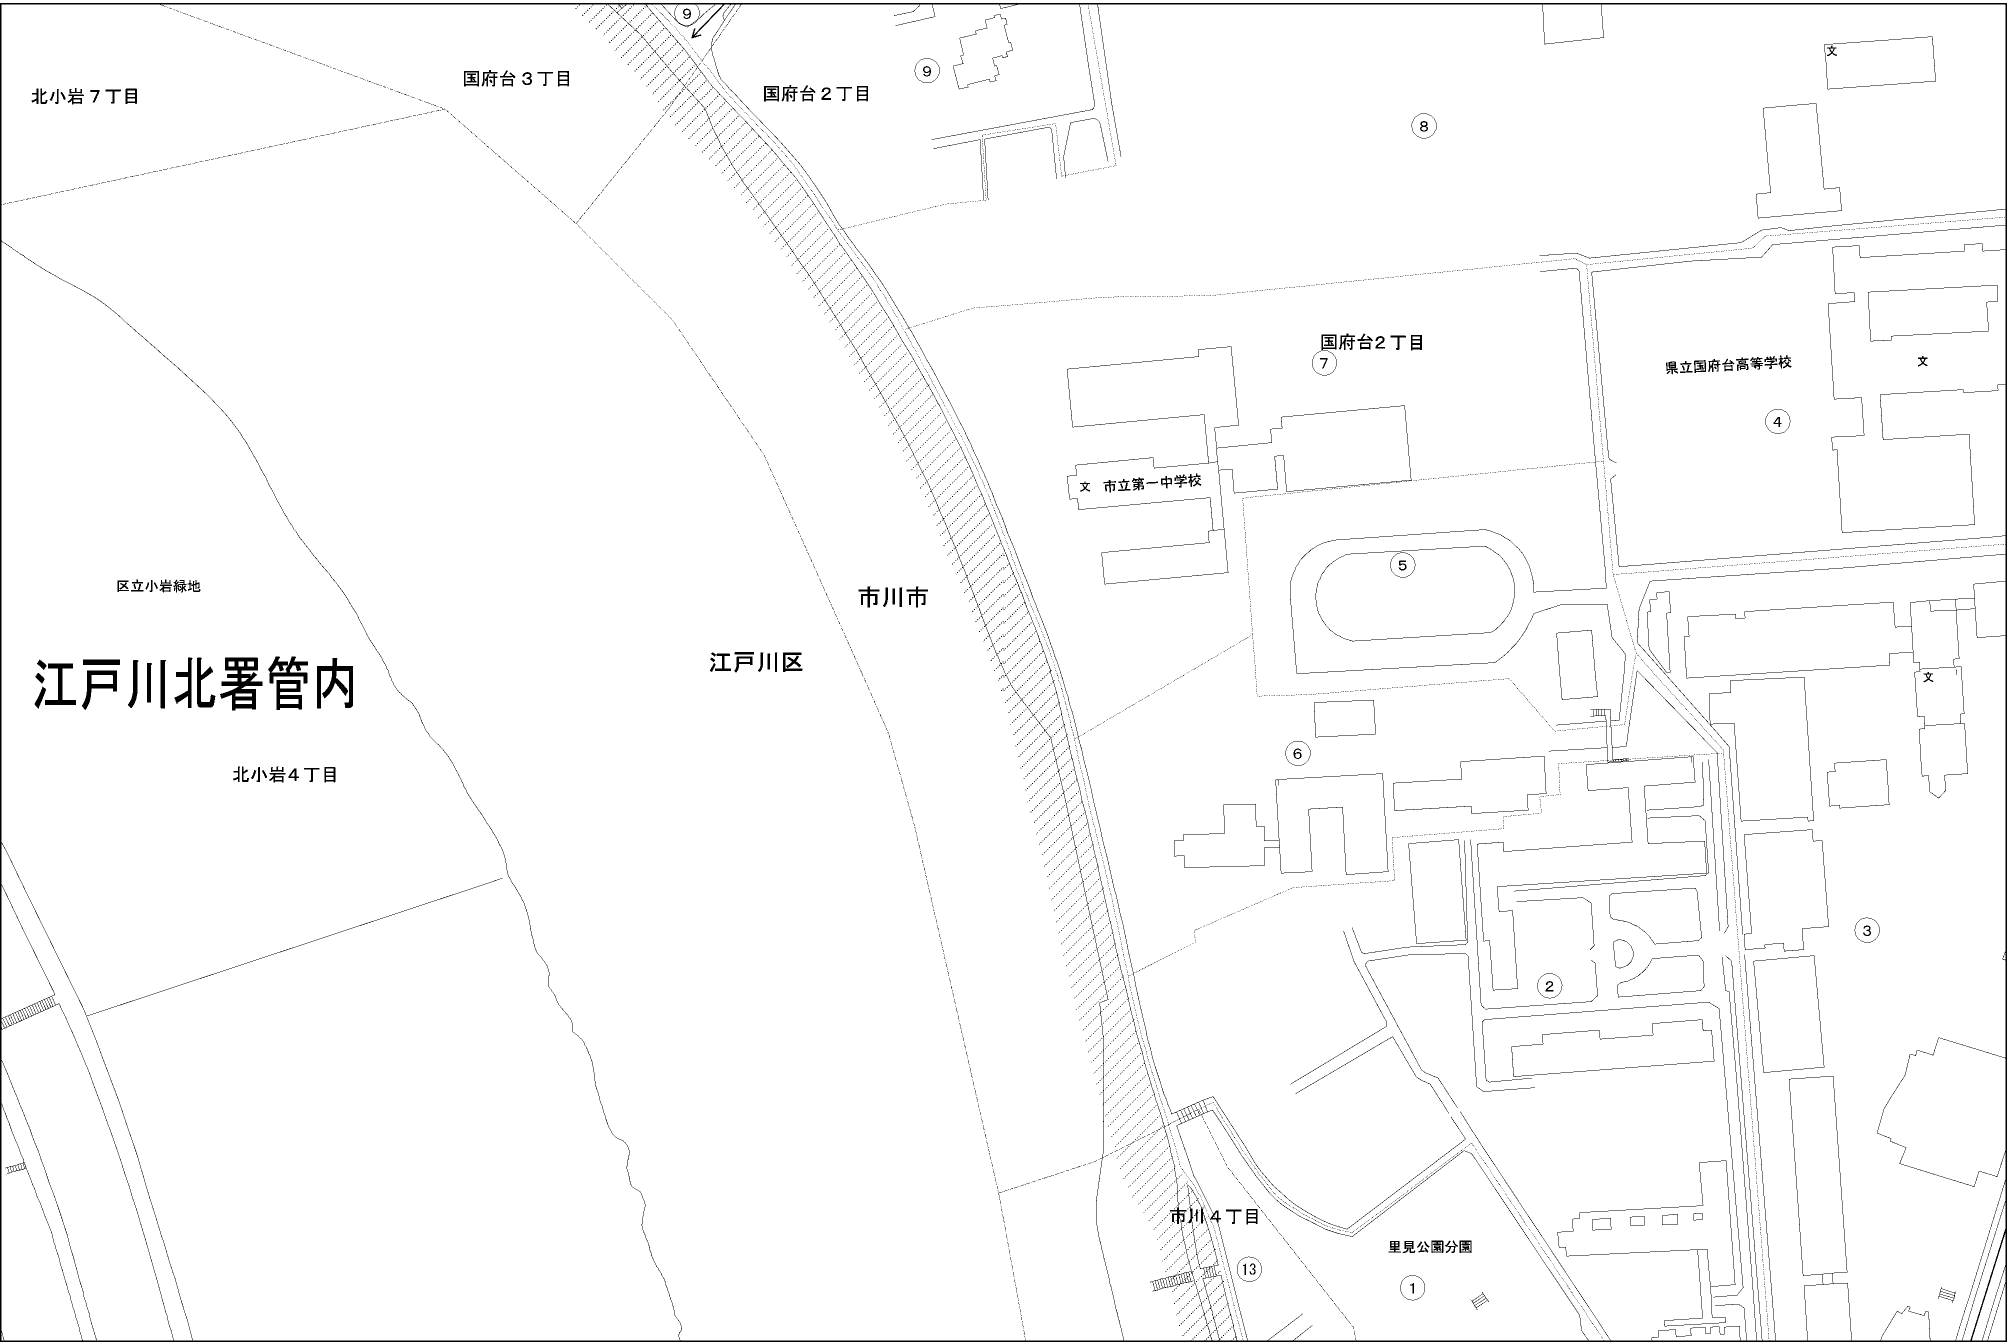 9
文
国府台3丁目
9
北小岩7丁目
国府台2丁目
8
国府台2丁目
7
県立国府台高等学校
文
4
文 市立第一中学校
5
区立小岩緑地
市川市
江戸川区
江戸川北署管内
文
6
北小岩4丁目
3
2
市川4丁目
里見公園分園
13
1